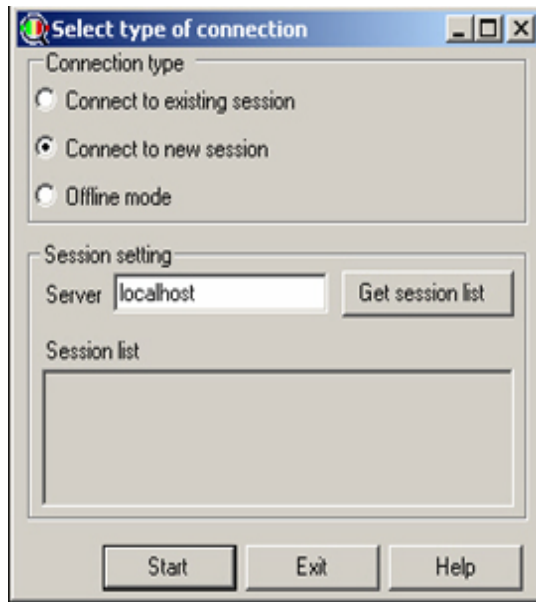 Select type of connection
Connection type
Connect to existing session
Connect to new session
Offline mode
Session setting
Server localhost Get session list
Session list
Start Exit Help